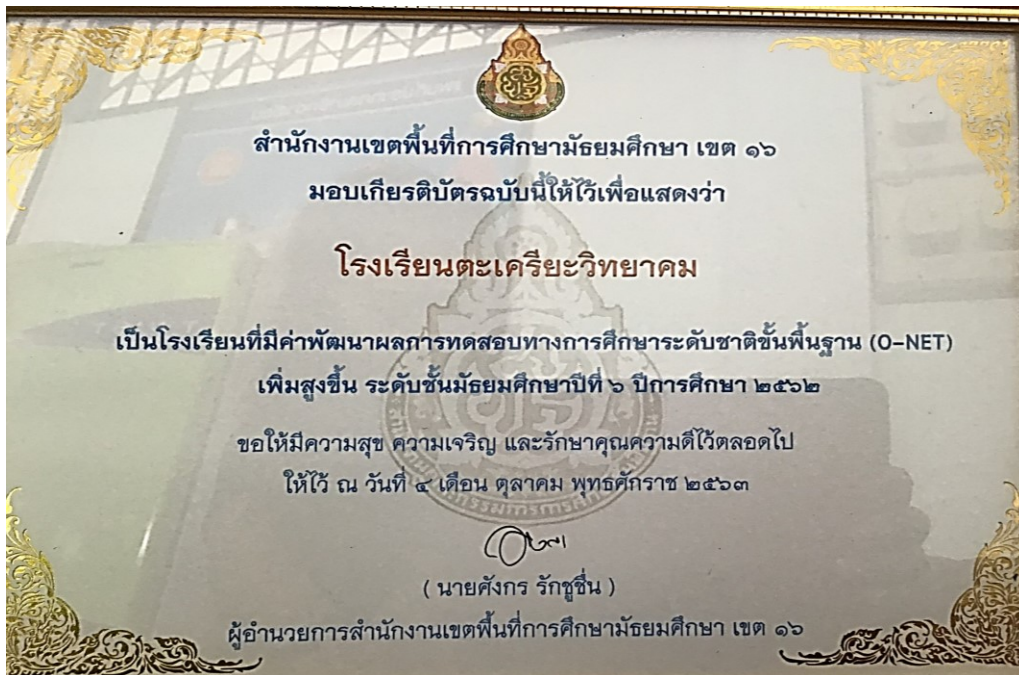 สำนักงานเขตพื้นที่การศึกษามัธยมศึกษา เขต ๑๖
มอบเกียรติบัตรฉบับนี้ให้ไว้เพื่อแสดงว่า
โรงเรียนตะเครียะวิทยาคม
เป็นโรงเรียนที่มีค่าพัฒนาผลการทดสอบทางการศึกษาระดับชาติขั้นพื้นฐาน (O-NET)
เพิ่มสูงขึ้น ระดับชั้นมัธยมศึกษาปีที่ ๖ ปีการศึกษา ๒๕๖๒
ขอให้มีความสุข ความเจริญ และรักษาคุณความดีไว้ตลอดไป
ให้ไว้ ณ วันที่ ๔ เดือน ตุลาคม พุทธศักราช ๒๕๖๓
( นายศังกร รักชูชื่น )
ผู้อำนวยการสำนักงานเขตพื้นที่การศึกษามัธยมศึกษา เขต ๑๖